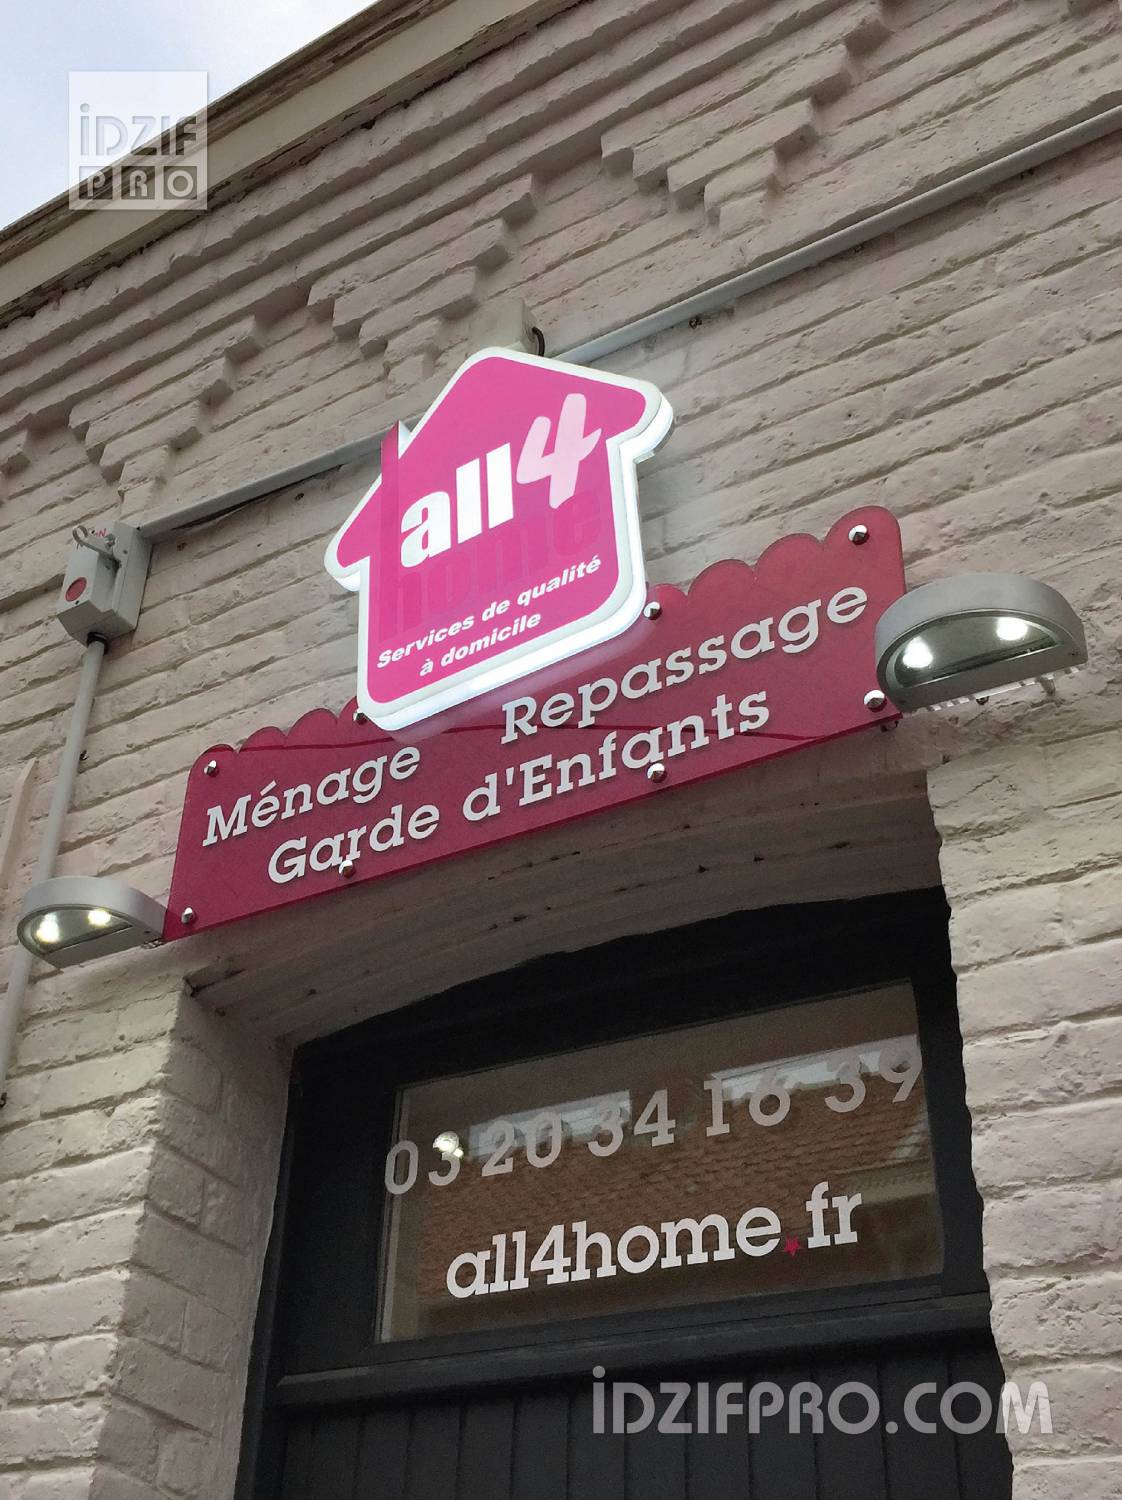 iDZIF
PRO
all4
home
Services de qualité
à domicile
Ménage Repassage
Garde d'Enfants
03 20 34 16 39
all4home.fr
iDZIFPRO.COM